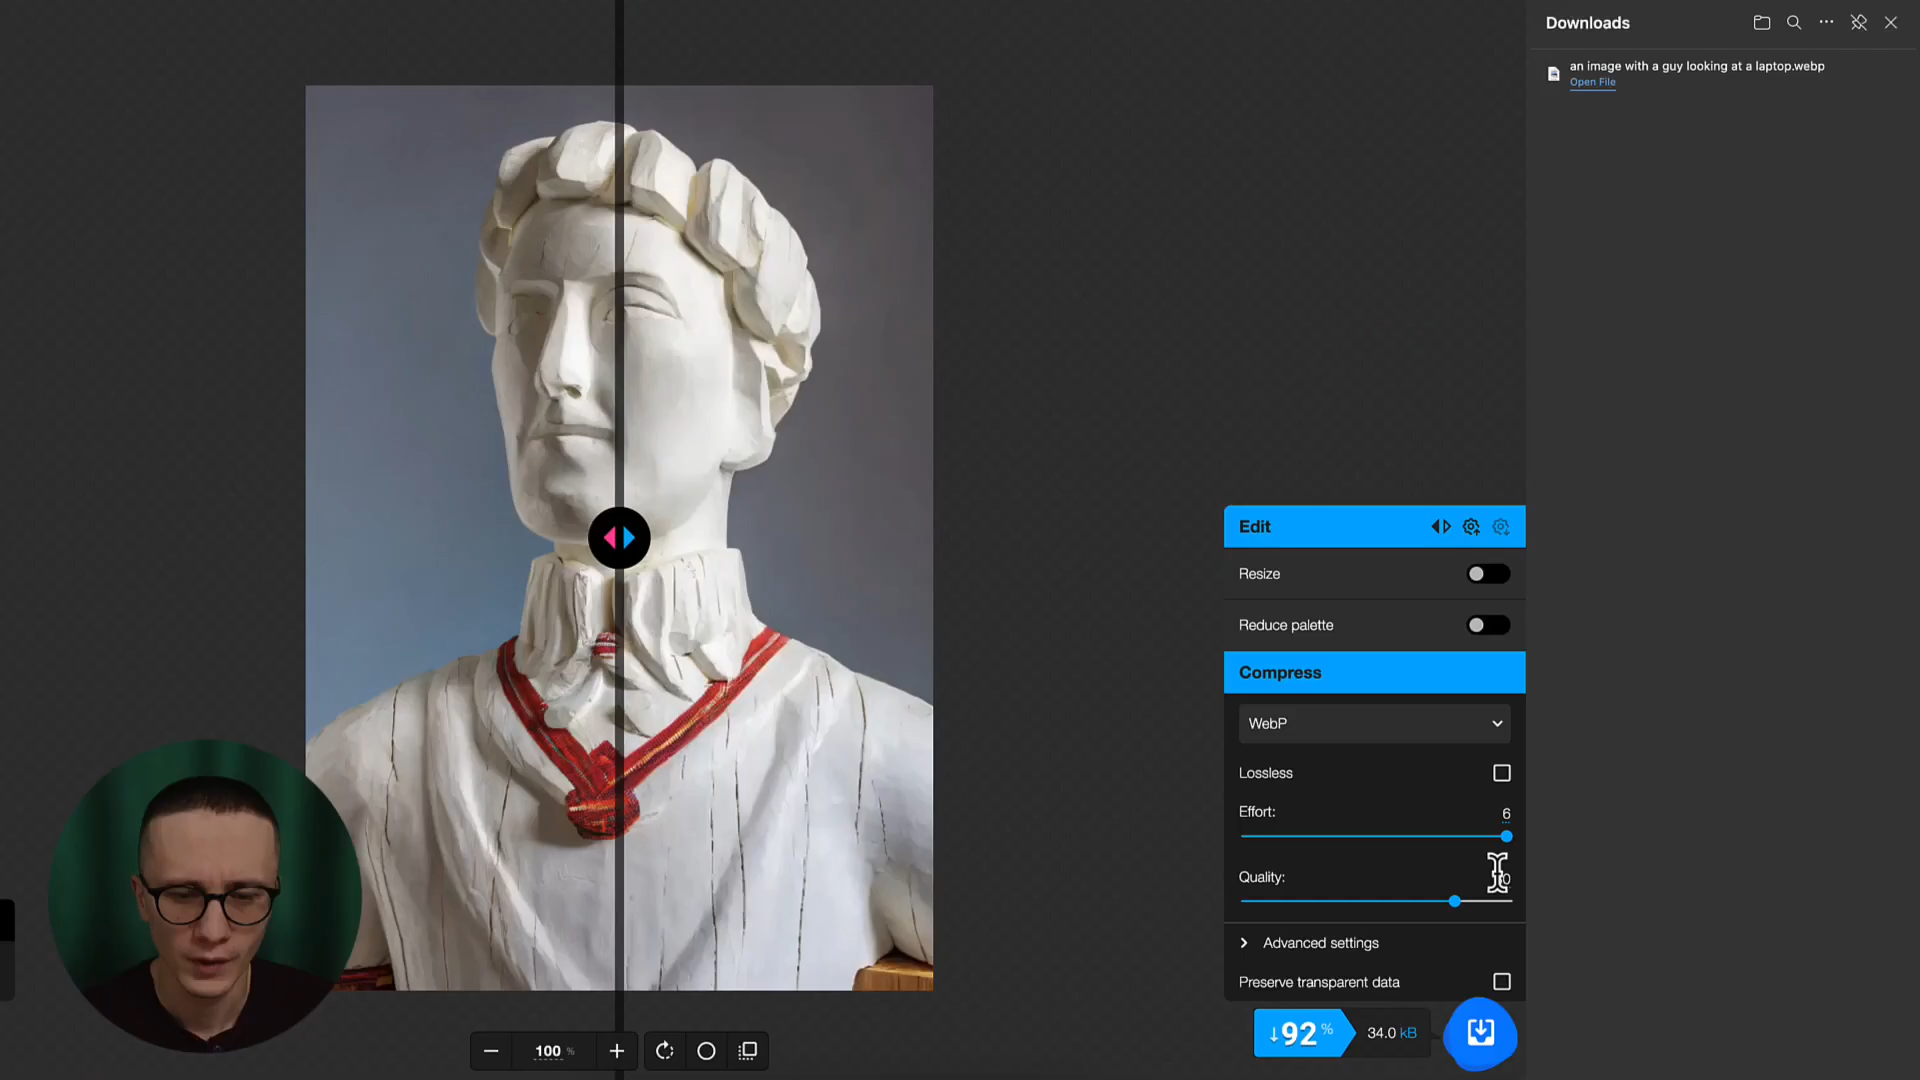 Downloads
an image with a guy looking at a laptop.webp
Open File
Edit
Resize
Reduce palette
Compress
WebP
Lossless
Effort: 6
Quality:
Advanced settings
Preserve transparent data
↓92 % 34.0 kB
100 %